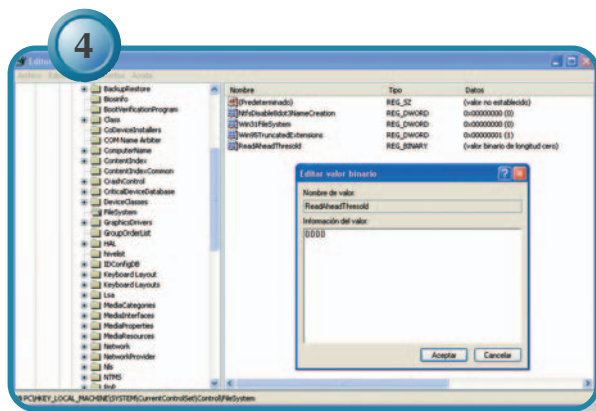 4
Nombre Tipo Datos
(Predeterminado) REG_SZ (valor no establecido)
NtfsDisable8dot3NameCreation REG_DWORD 0x00000000 (0)
Win31FileSystem REG_DWORD 0x00000000 (0)
Win95TruncatedExtensions REG_DWORD 0x00000001 (1)
ReadAheadThresold REG_BINARY (valor binario de longitud cero)
BackupRestore
Biosinfo
BootVerificationProgram
Class
CoDeviceInstallers
COM Name Arbiter
ComputerName
ContentIndex
ContentIndexCommon
CrashControl
CriticalDeviceDatabase
DeviceClasses
FileSystem
GraphicsDrivers
GroupOrderList
HAL
hivelist
IDConfigDB
Keyboard Layout
Keyboard Layouts
Lsa
MediaCategories
MediaInterfaces
MediaProperties
MediaResources
Network
NetworkProvider
Nls
NTMS
Editar valor binario
Nombre de valor:
ReadAheadThresold
Información del valor:
0000
Aceptar Cancelar
PC\HKEY_LOCAL_MACHINE\SYSTEM\CurrentControlSet\Control\FileSystem